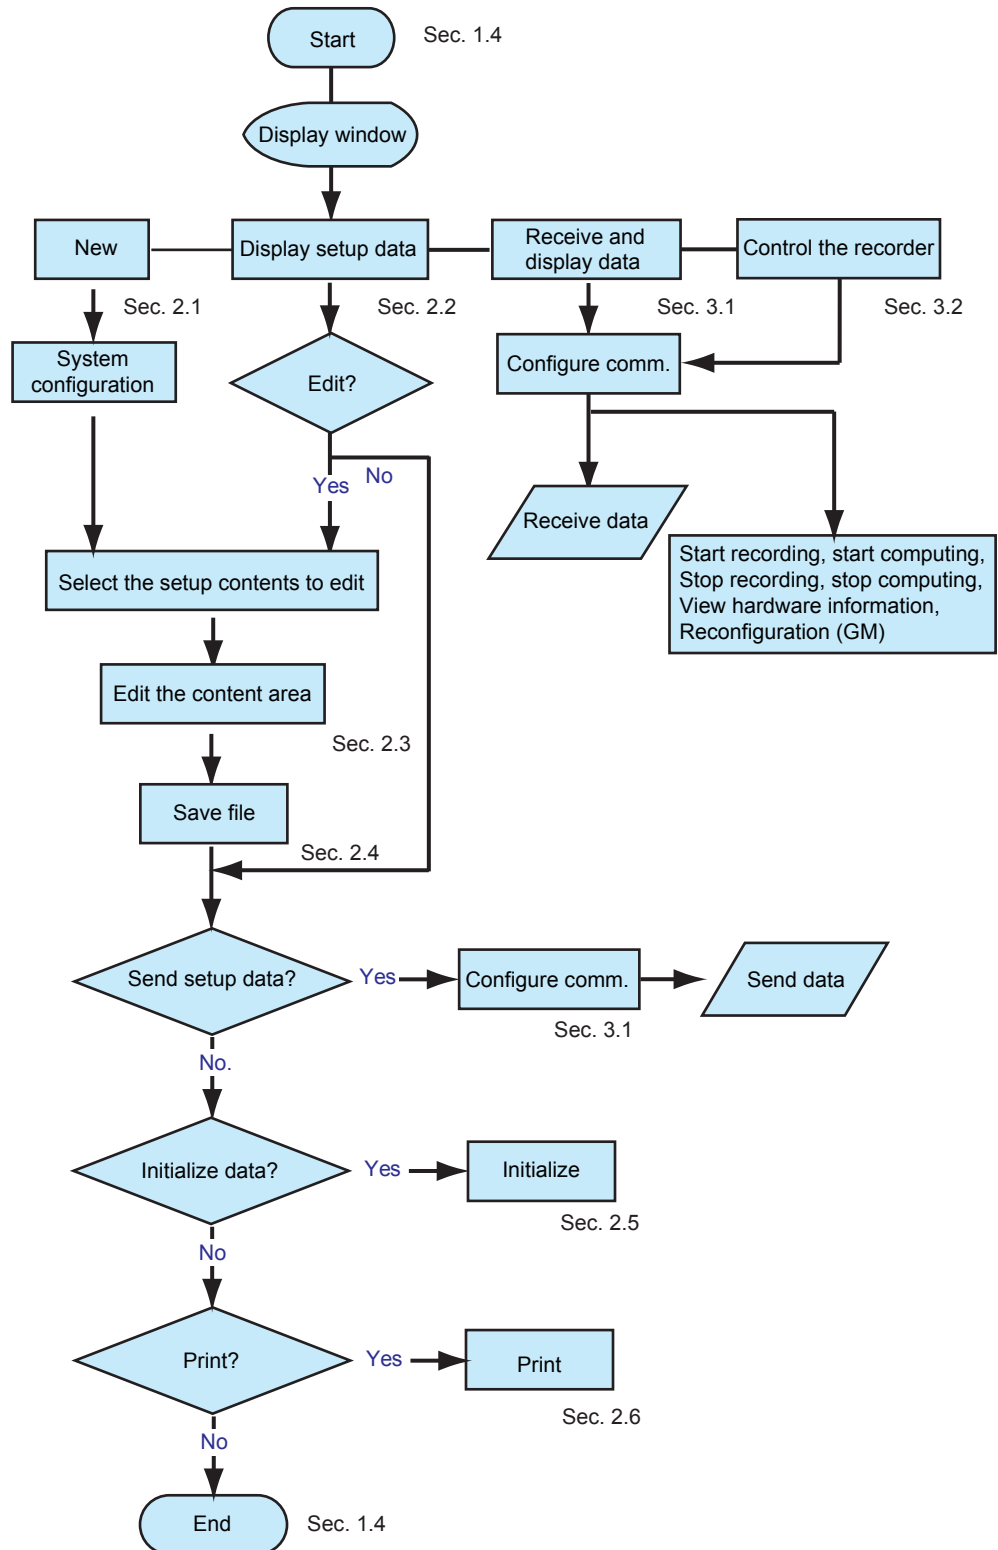 Start
Sec. 1.4
Display window
New
Display setup data
Receive and
display data
Control the recorder
Sec. 2.1
Sec. 2.2
Sec. 3.1
Sec. 3.2
System
configuration
Edit?
Configure comm.
Yes
No
Receive data
Start recording, start computing,
Stop recording, stop computing,
View hardware information,
Reconfiguration (GM)
Select the setup contents to edit
Edit the content area
Sec. 2.3
Save file
Sec. 2.4
Send setup data?
Yes
Configure comm.
Send data
Sec. 3.1
No.
Initialize data?
Yes
Initialize
Sec. 2.5
No
Print?
Yes
Print
Sec. 2.6
No
End
Sec. 1.4